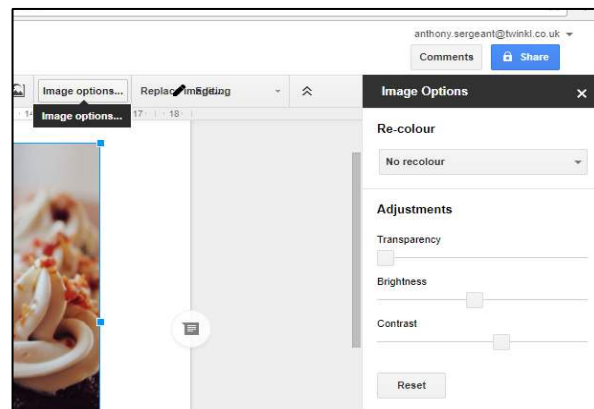 anthony.sergeant@twinkl.co.uk
Comments
Share
Image options...
Editing
Image Options
Image options...
17
18
Re-colour
No recolour
Adjustments
Transparency
Brightness
Contrast
Reset